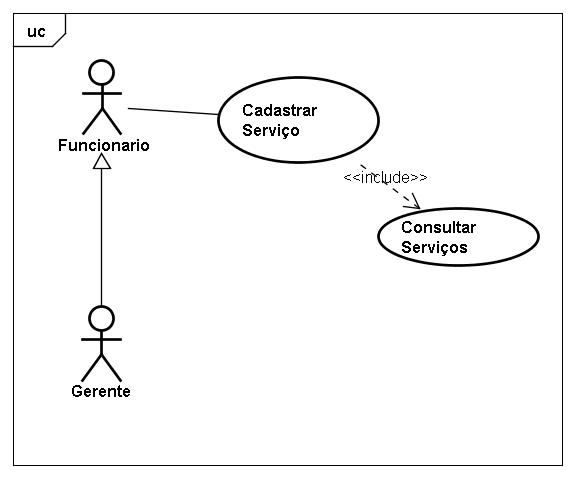 uc
Cadastrar
Serviço
Funcionario
<<include>>
Consultar
Serviços
Gerente